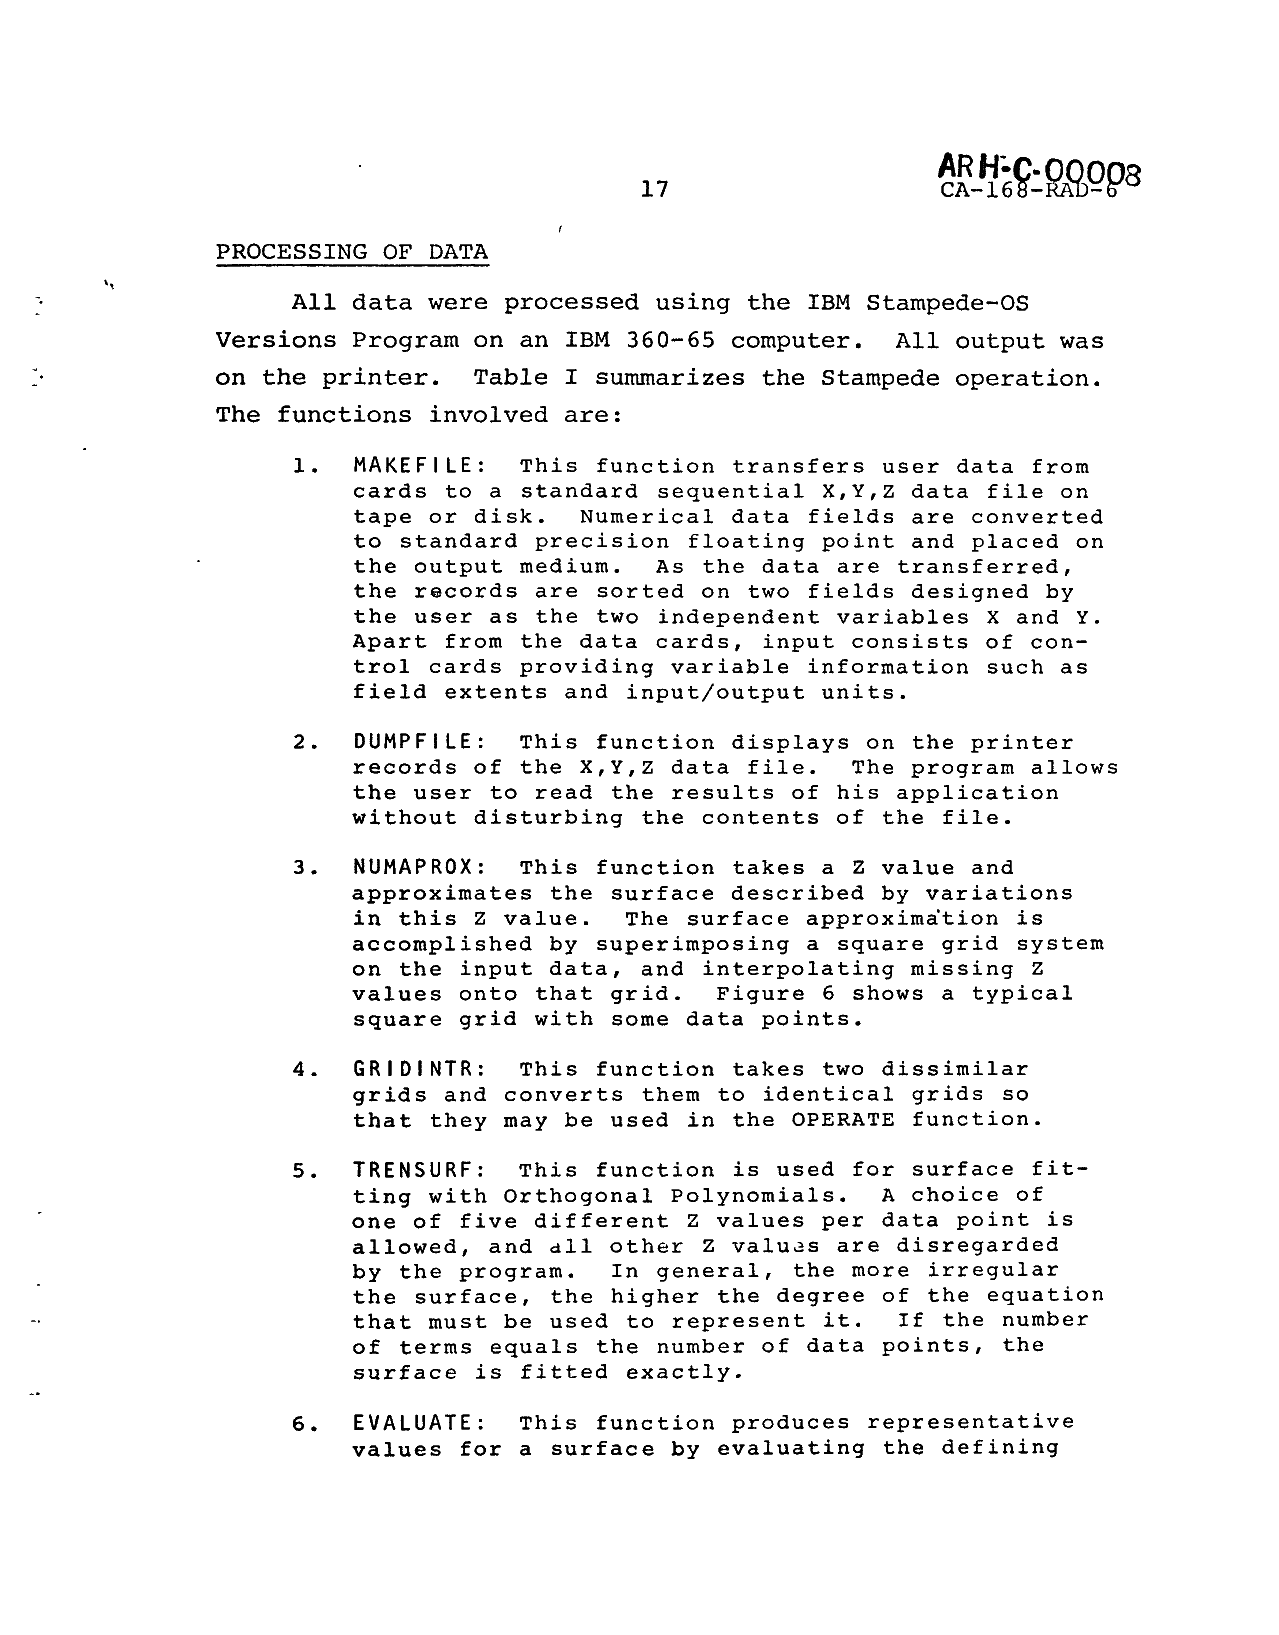 ARH-C-00008
17 CA-168-RAD-6
PROCESSING OF DATA
All data were processed using the IBM Stampede-OS
Versions Program on an IBM 360-65 computer. All output was
on the printer. Table I summarizes the Stampede operation.
The functions involved are:
1. MAKEFILE: This function transfers user data from
cards to a standard sequential X,Y,Z data file on
tape or disk. Numerical data fields are converted
to standard precision floating point and placed on
the output medium. As the data are transferred,
the records are sorted on two fields designed by
the user as the two independent variables X and Y.
Apart from the data cards, input consists of con-
trol cards providing variable information such as
field extents and input/output units.
2. DUMPFILE: This function displays on the printer
records of the X,Y,Z data file. The program allows
the user to read the results of his application
without disturbing the contents of the file.
3. NUMAPROX: This function takes a Z value and
approximates the surface described by variations
in this Z value. The surface approximation is
accomplished by superimposing a square grid system
on the input data, and interpolating missing Z
values onto that grid. Figure 6 shows a typical
square grid with some data points.
4. GRIDINTR: This function takes two dissimilar
grids and converts them to identical grids so
that they may be used in the OPERATE function.
5. TRENSURF: This function is used for surface fit-
ting with Orthogonal Polynomials. A choice of
one of five different Z values per data point is
allowed, and all other Z values are disregarded
by the program. In general, the more irregular
the surface, the higher the degree of the equation
that must be used to represent it. If the number
of terms equals the number of data points, the
surface is fitted exactly.
6. EVALUATE: This function produces representative
values for a surface by evaluating the defining